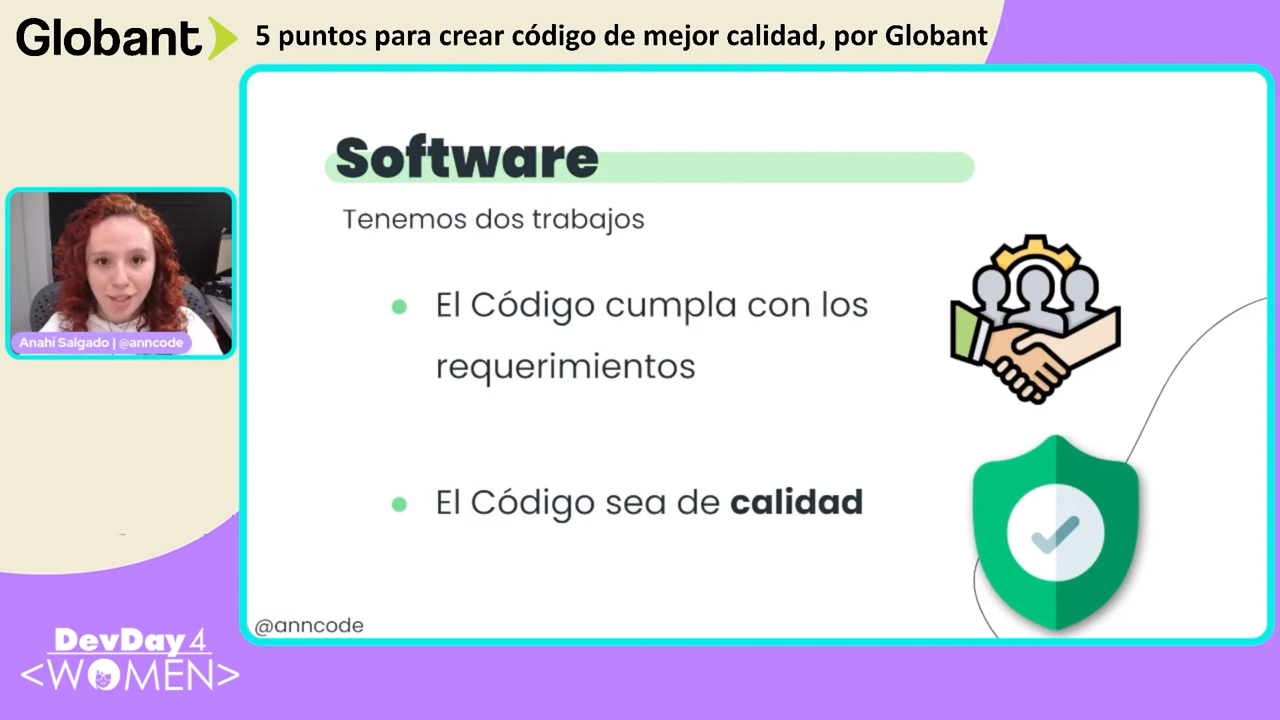 Globant
5 puntos para crear código de mejor calidad, por Globant
Software
Tenemos dos trabajos
El Código cumpla con los
requerimientos
El Código sea de calidad
@anncode
Anahí Salgado | @anncode
DevDay4
<WOMEN>